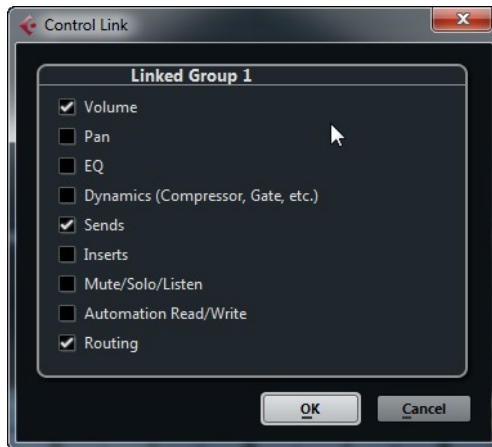 Control Link
Linked Group 1
Volume
Pan
EQ
Dynamics (Compressor, Gate, etc.)
Sends
Inserts
Mute/Solo/Listen
Automation Read/Write
Routing
OK Cancel